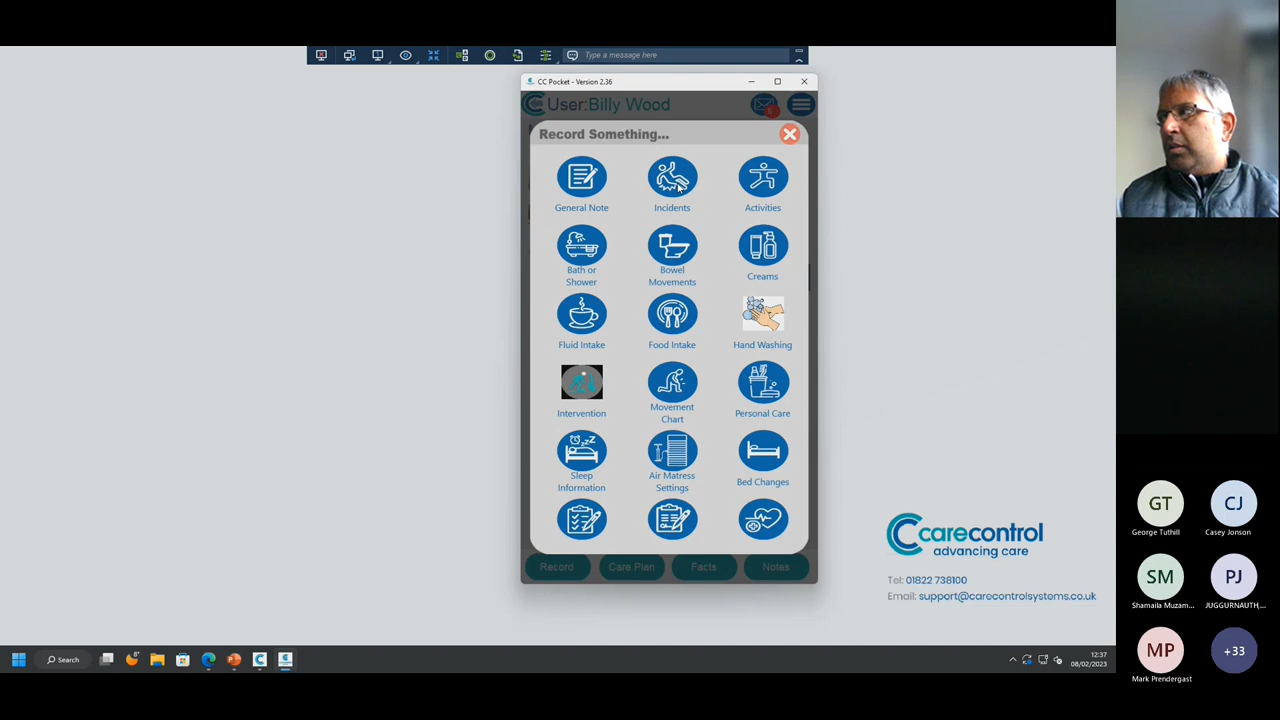 Type a message here
CC Pocket - Version 2.36
User:Billy Wood
Record Something...
General Note
Incidents
Activities
Bath or
Shower
Bowel
Movements
Creams
Fluid Intake
Food Intake
Hand Washing
Intervention
Movement
Chart
Personal Care
Sleep
Information
Air Matress
Settings
Bed Changes
Record
Care Plan
Facts
Notes
carecontrol
advancing care
Tel: 01822 738100
Email: support@carecontrolsystems.co.uk
Search
8°
12:37
08/02/2023
GT
George Tuthill
CJ
Casey Jonson
SM
Shamaila Muzam...
PJ
JUGGURNAUTH,...
MP
Mark Prendergast
+33